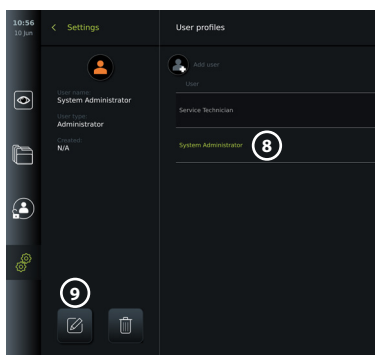 10:56
10 Jun
Settings
User name:
System Administrator
User type:
Administrator
Created:
N/A
9
User profiles
Add user
User
Service Technician
System Administrator
8